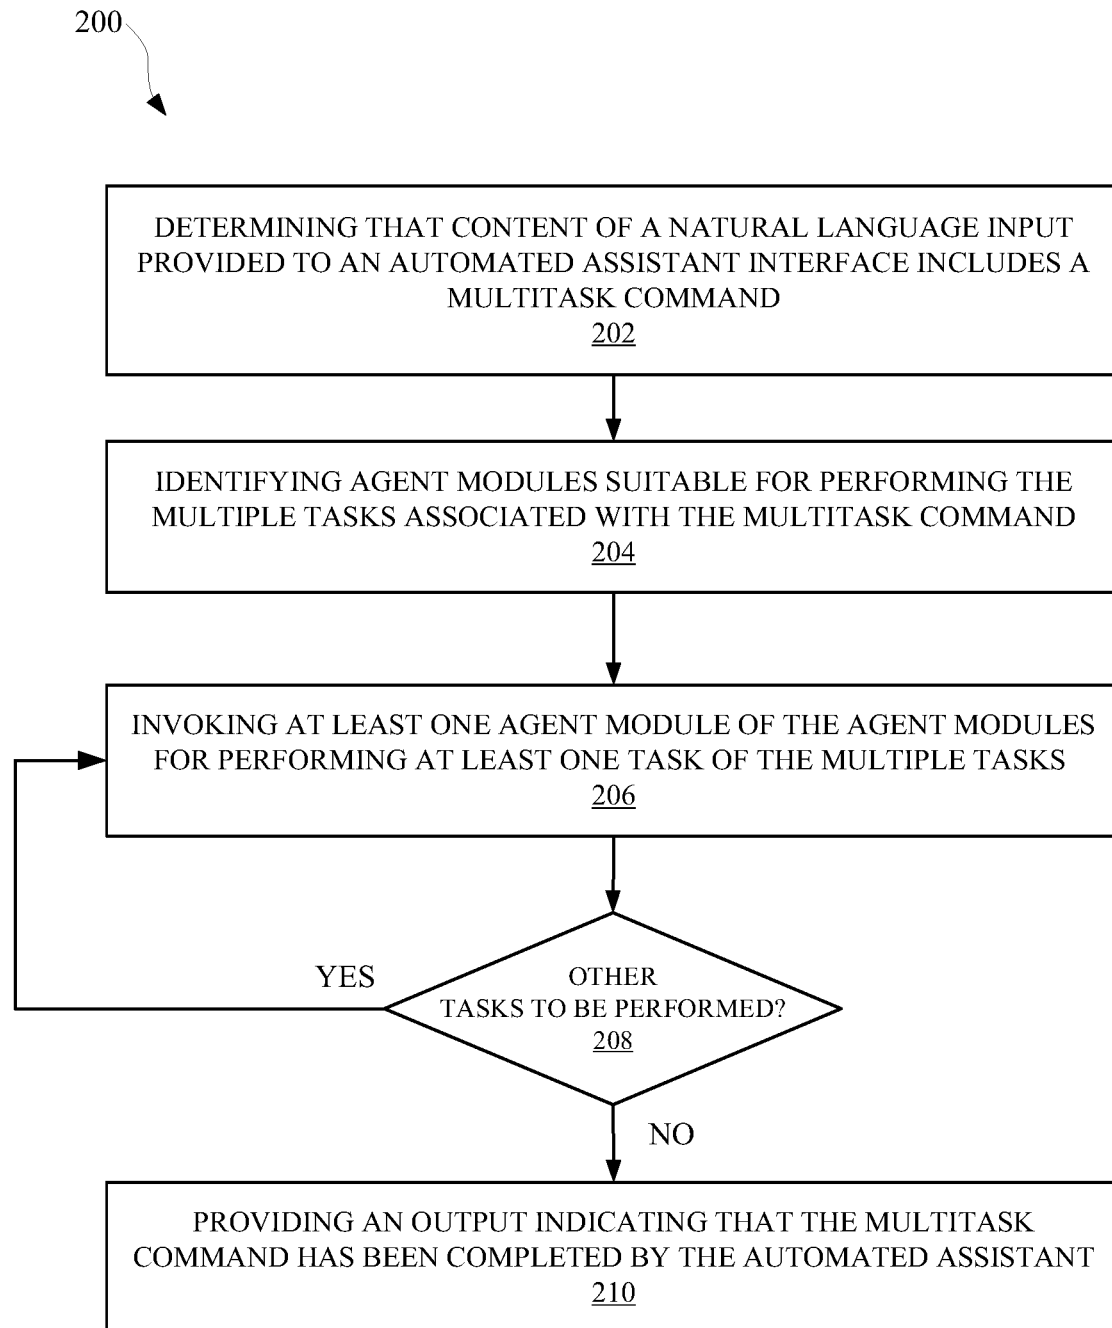 200
DETERMINING THAT CONTENT OF A NATURAL LANGUAGE INPUT
PROVIDED TO AN AUTOMATED ASSISTANT INTERFACE INCLUDES A
MULTITASK COMMAND
202
IDENTIFYING AGENT MODULES SUITABLE FOR PERFORMING THE
MULTIPLE TASKS ASSOCIATED WITH THE MULTITASK COMMAND
204
INVOKING AT LEAST ONE AGENT MODULE OF THE AGENT MODULES
FOR PERFORMING AT LEAST ONE TASK OF THE MULTIPLE TASKS
206
YES
OTHER
TASKS TO BE PERFORMED?
208
NO
PROVIDING AN OUTPUT INDICATING THAT THE MULTITASK
COMMAND HAS BEEN COMPLETED BY THE AUTOMATED ASSISTANT
210